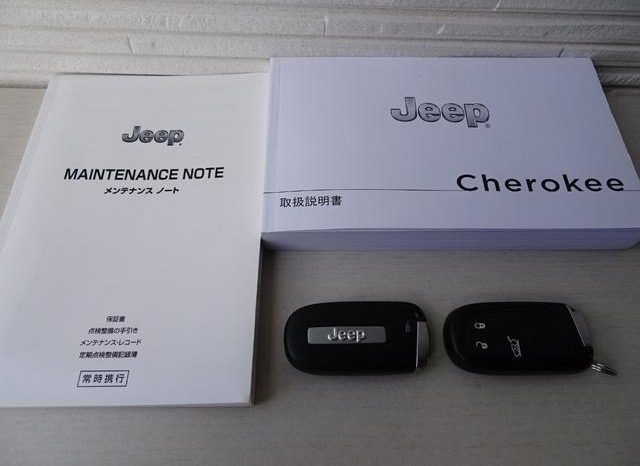 Jeep
MAINTENANCE NOTE
メンテナンス ノート
保証書
点検整備の手引き
メンテナンス・レコード
定期点検整備記録簿
常時携行
Jeep
Cherokee
取扱説明書
Jeep